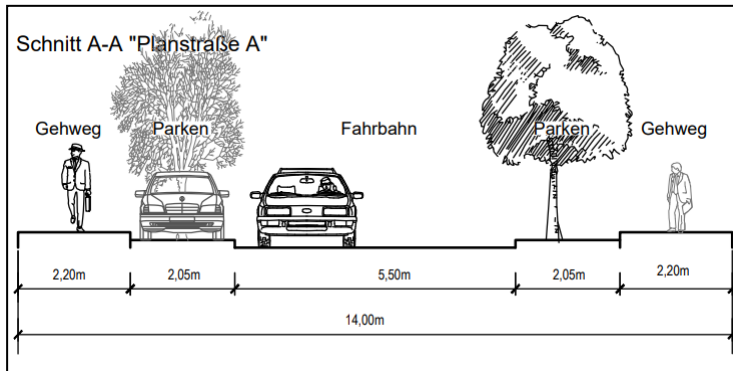 Schnitt A-A "Planstraße A"
Gehweg Parken Fahrbahn Parken Gehweg
2,20m 2,05m 5,50m 2,05m 2,20m
14,00m